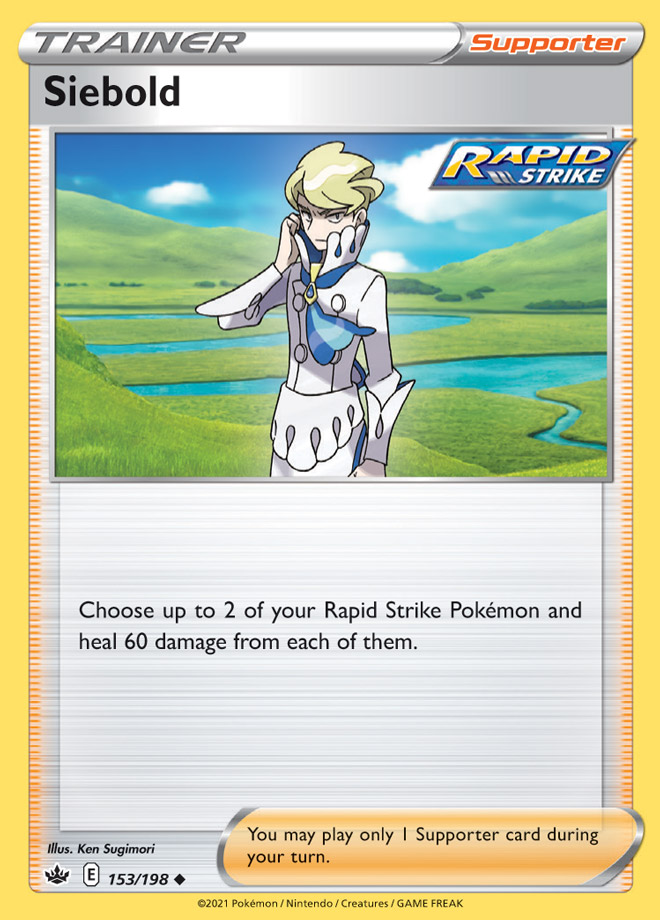 TRAINER
Supporter
Siebold
RAPID
STRIKE
Choose up to 2 of your Rapid Strike Pokémon and
heal 60 damage from each of them.
Illus. Ken Sugimori
You may play only 1 Supporter card during
your turn.
E 153/198
©2021 Pokémon / Nintendo / Creatures / GAME FREAK